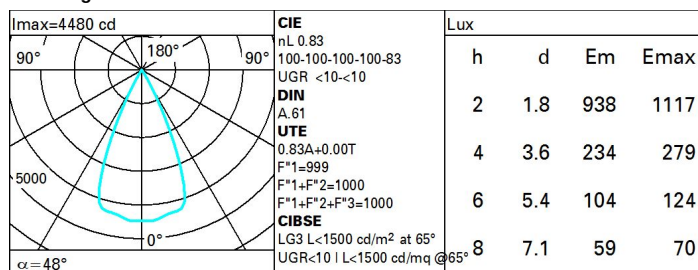 Imax=4480 cd
90° 180° 90°
5000
0°
α=48°
CIE
nL 0.83
100-100-100-100-83
UGR <10-<10
DIN
A.61
UTE
0.83A+0.00T
F"1=999
F"1+F"2=1000
F"1+F"2+F"3=1000
CIBSE
LG3 L<1500 cd/m² at 65°
UGR<10 | L<1500 cd/mq @65°
Lux
h d Em Emax
2 1.8 938 1117
4 3.6 234 279
6 5.4 104 124
8 7.1 59 70